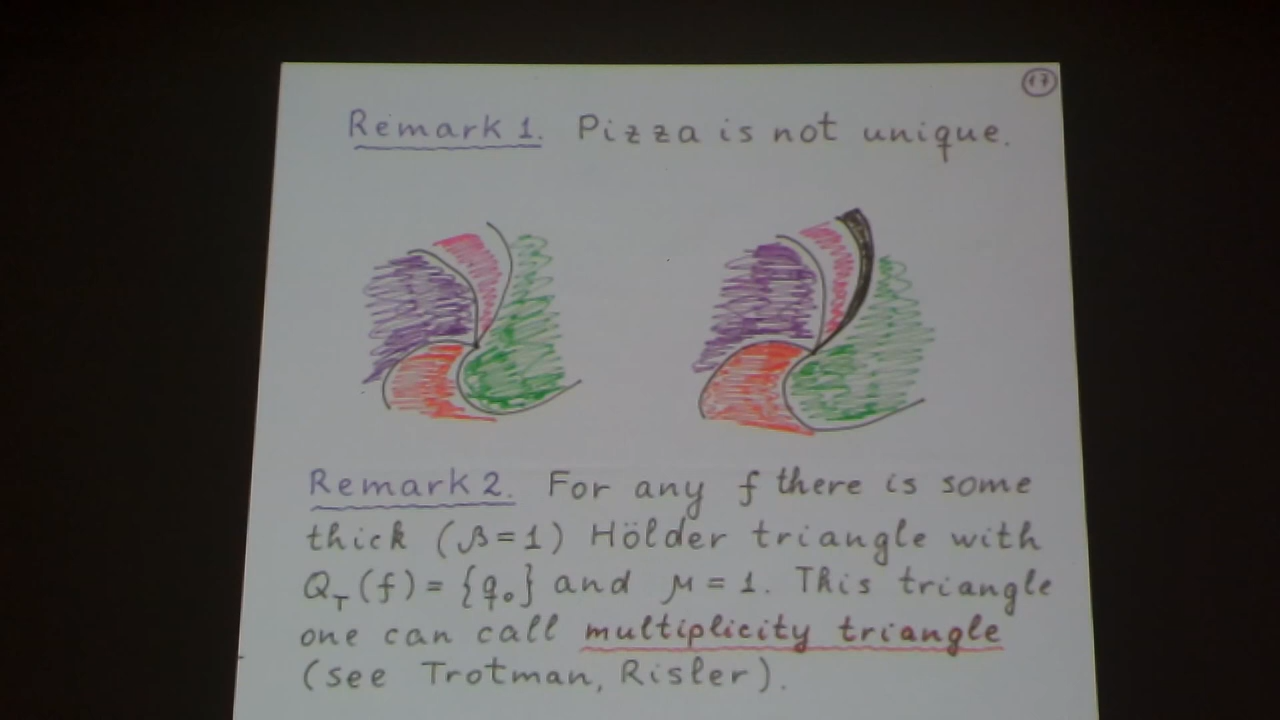 17
Remark 1. Pizza is not unique.
Remark 2. For any f there is some
thick (β=1) Hölder triangle with
Q_T(f) = {q₀} and μ = 1. This triangle
one can call multiplicity triangle
(see Trotman, Risler).